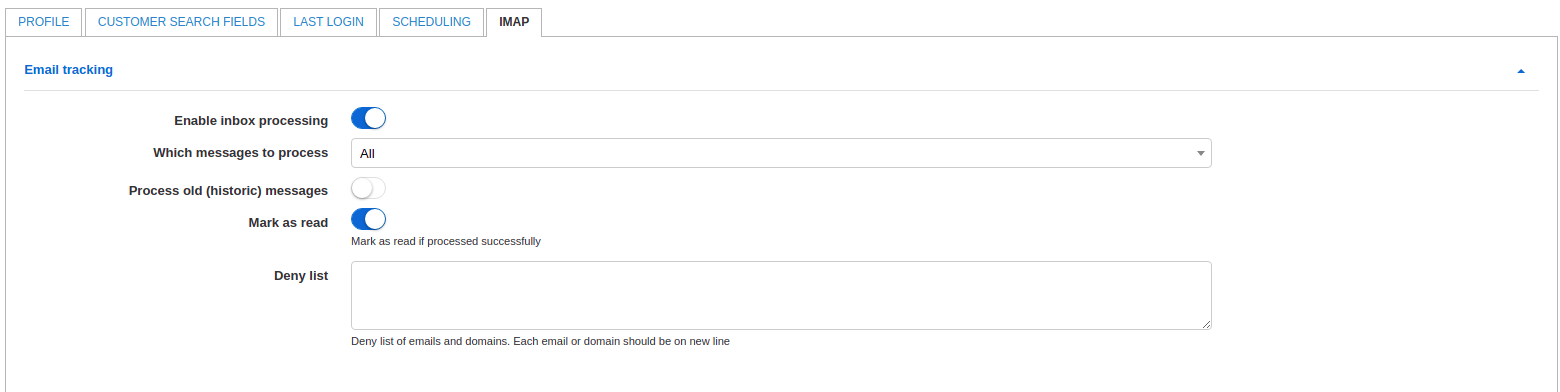 PROFILE CUSTOMER SEARCH FIELDS LAST LOGIN SCHEDULING IMAP
Email tracking
Enable inbox processing
Which messages to process All
Process old (historic) messages
Mark as read
Mark as read if processed successfully
Deny list
Deny list of emails and domains. Each email or domain should be on new line